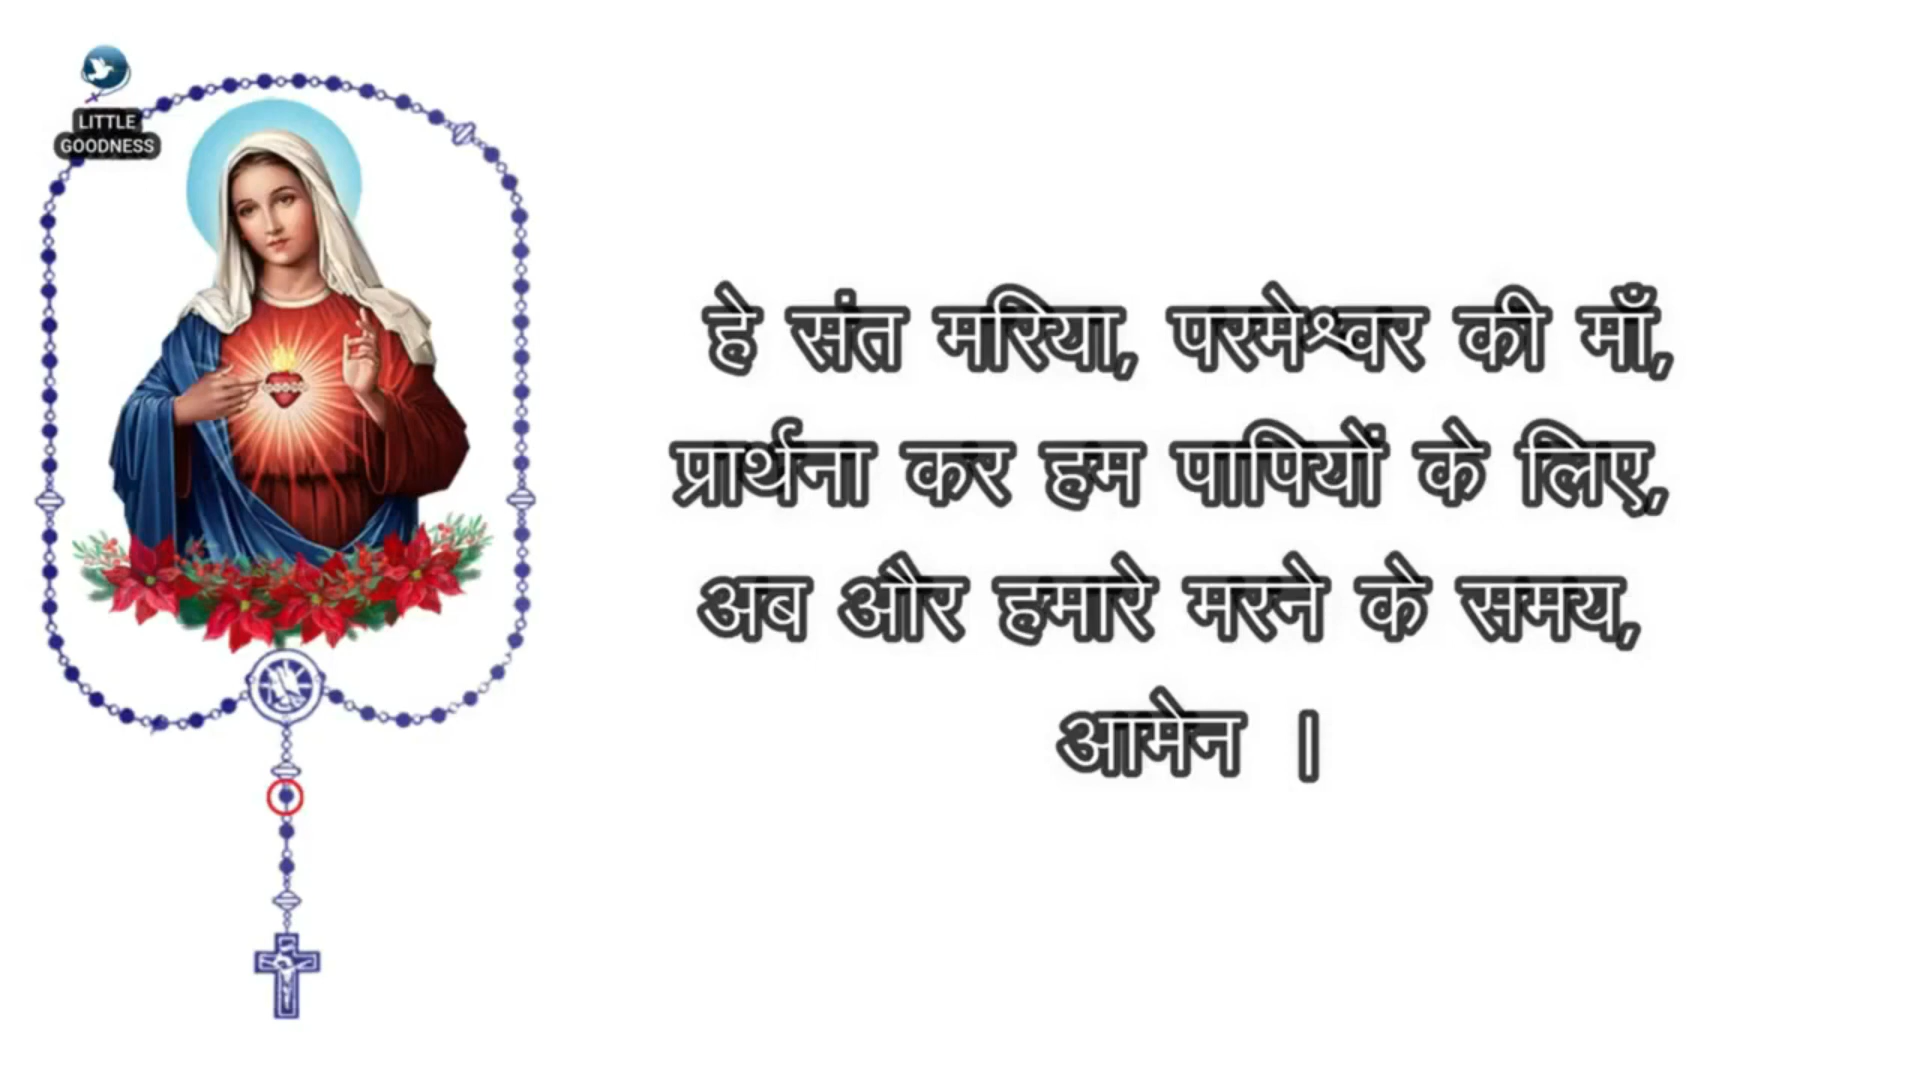 LITTLE
GOODNESS
हे संत मरिया, परमेश्वर की माँ,
प्रार्थना कर हम पापियों के लिए,
अब और हमारे मरने के समय,
आमेन ।